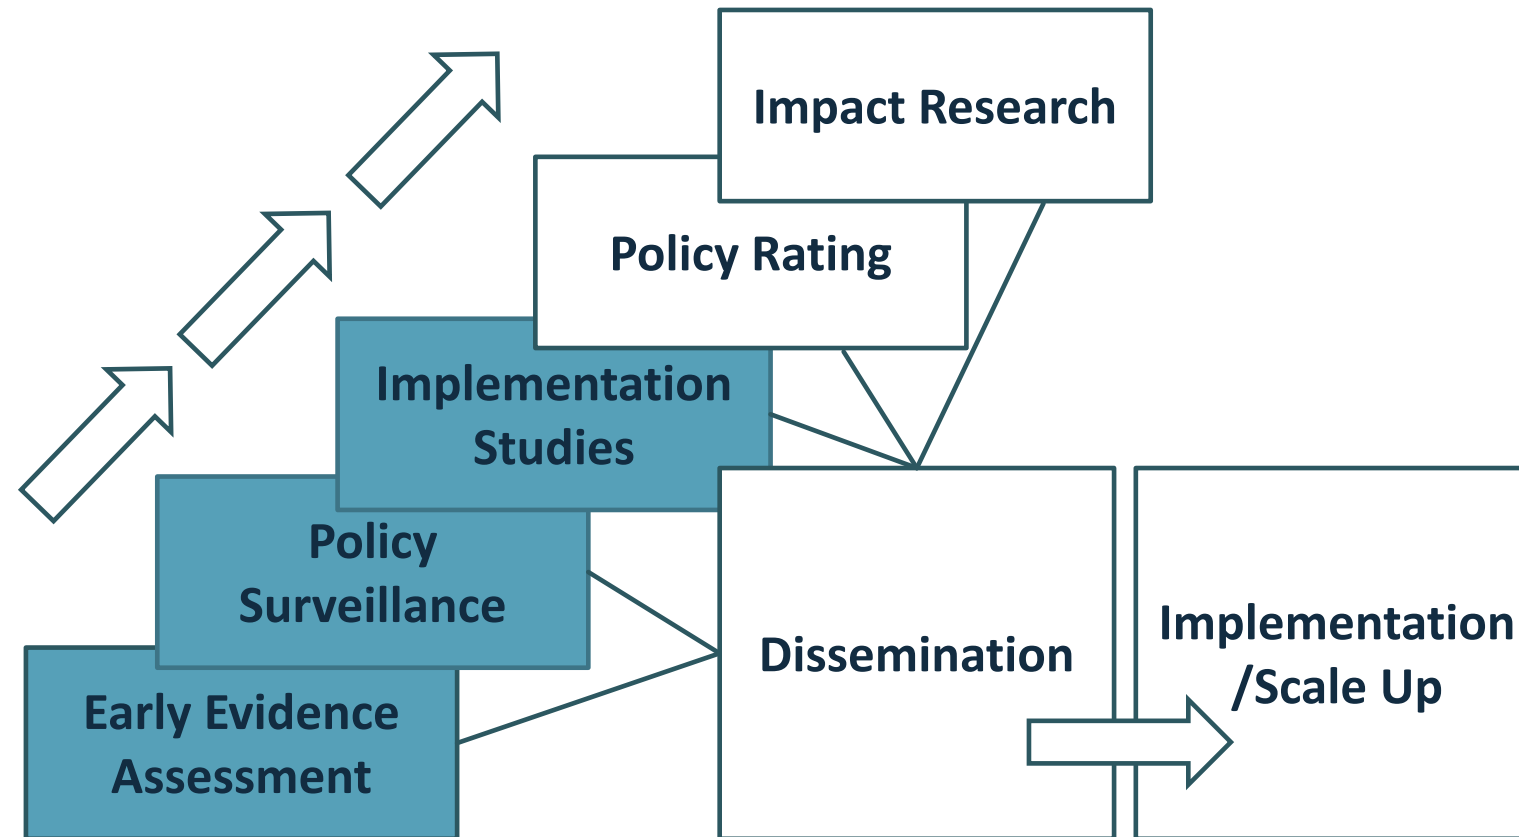 Impact Research
Policy Rating
Implementation
Studies
Policy
Surveillance
Early Evidence
Assessment
Dissemination
Implementation
/Scale Up